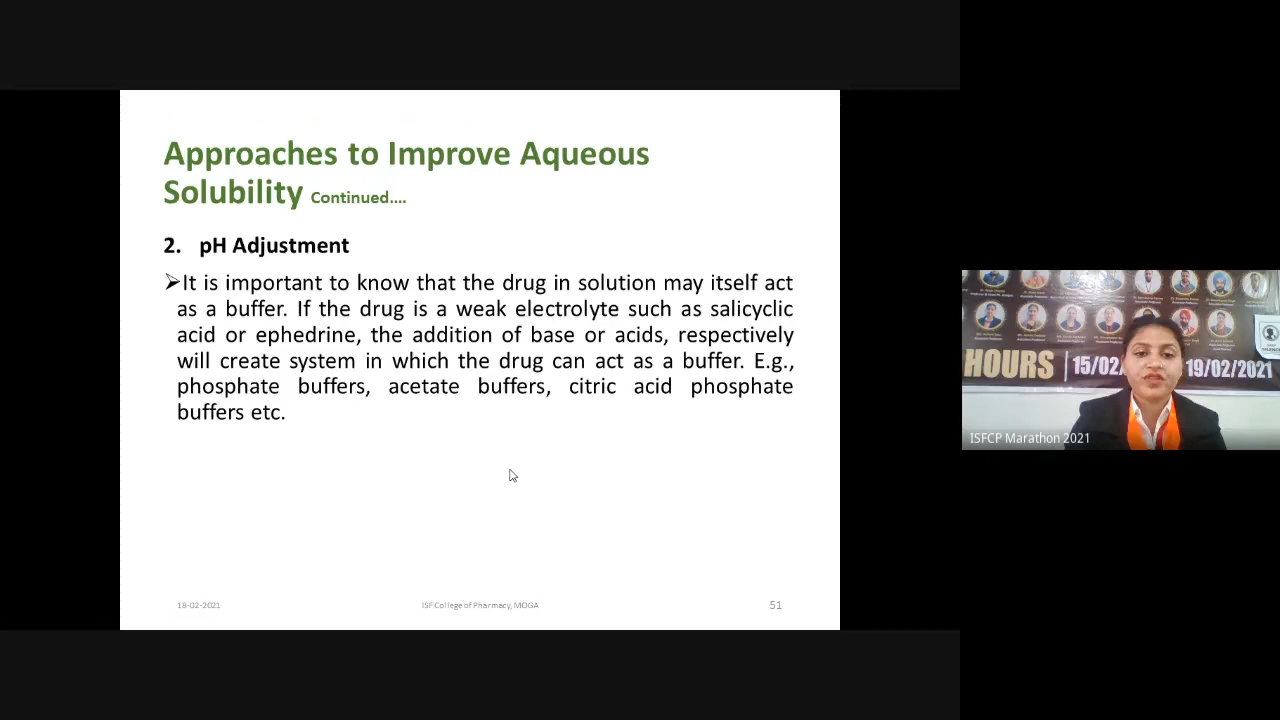 Approaches to Improve Aqueous
Solubility Continued....
2. pH Adjustment
➢It is important to know that the drug in solution may itself act
as a buffer. If the drug is a weak electrolyte such as salicyclic
acid or ephedrine, the addition of base or acids, respectively
will create system in which the drug can act as a buffer. E.g.,
phosphate buffers, acetate buffers, citric acid phosphate
buffers etc.
18-02-2021
ISF College of Pharmacy, MOGA
51
HOURS
15/02/
19/02/2021
ISFCP Marathon 2021